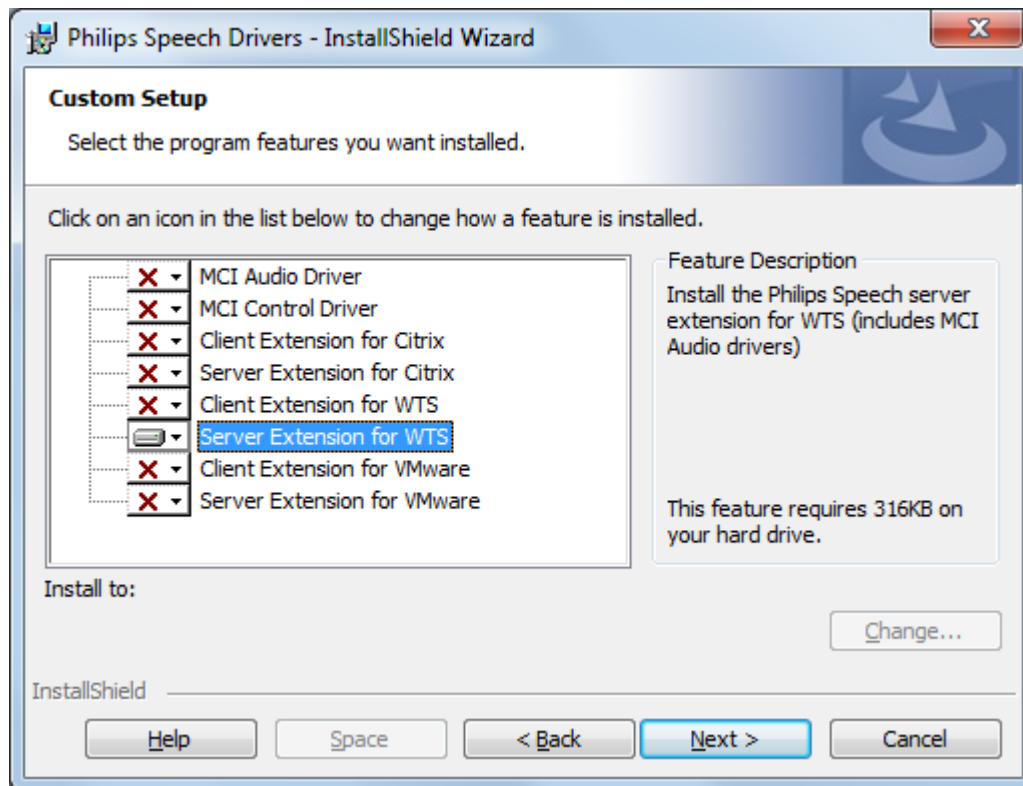 Philips Speech Drivers - InstallShield Wizard
Custom Setup
Select the program features you want installed.
Click on an icon in the list below to change how a feature is installed.
MCI Audio Driver
MCI Control Driver
Client Extension for Citrix
Server Extension for Citrix
Client Extension for WTS
Server Extension for WTS
Client Extension for VMware
Server Extension for VMware
Feature Description
Install the Philips Speech server
extension for WTS (includes MCI
Audio drivers)
This feature requires 316KB on
your hard drive.
Install to:
Change...
InstallShield
Help
Space
< Back
Next >
Cancel